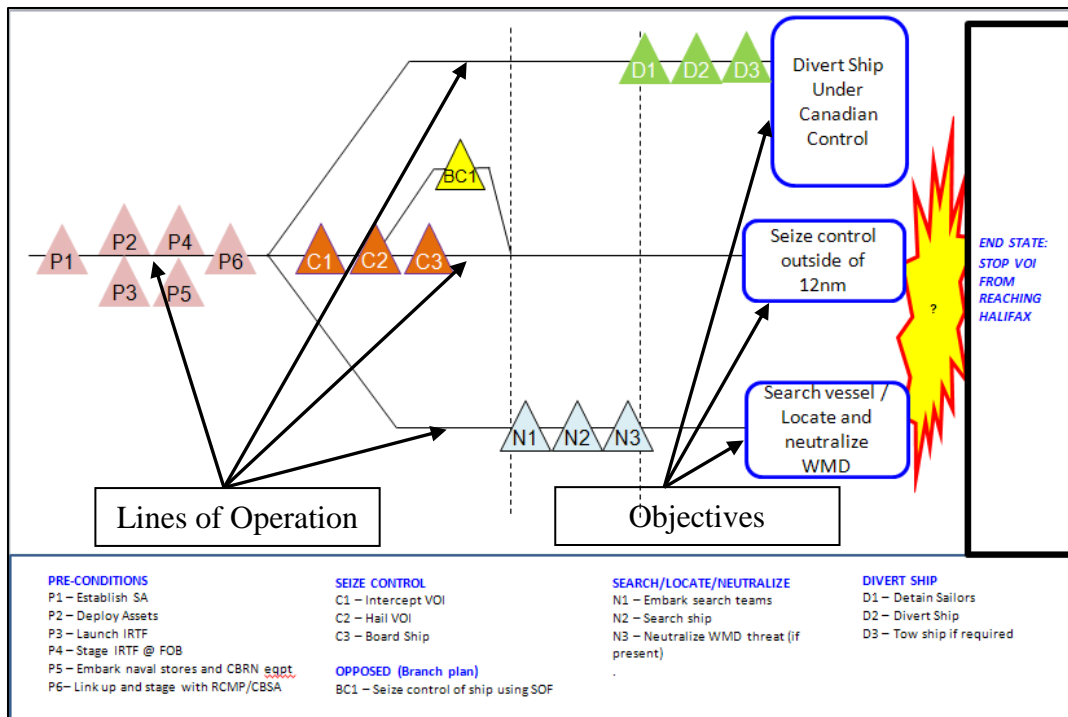 D1
D2
D3
Divert Ship
Under
Canadian
Control
BC1
P2
P4
P1
P6
P3
P5
C1
C2
C3
Seize control
outside of
12nm
?
END STATE:
STOP VOI
FROM
REACHING
HALIFAX
N1
N2
N3
Search vessel /
Locate and
neutralize
WMD
Lines of Operation
Objectives
PRE-CONDITIONS
P1 – Establish SA
P2 – Deploy Assets
P3 – Launch IRTF
P4 – Stage IRTF @ FOB
P5 – Embark naval stores and CBRN eqpt
P6– Link up and stage with RCMP/CBSA
SEIZE CONTROL
C1 – Intercept VOI
C2 – Hail VOI
C3 – Board Ship
OPPOSED (Branch plan)
BC1 – Seize control of ship using SOF
SEARCH/LOCATE/NEUTRALIZE
N1 – Embark search teams
N2 – Search ship
N3 – Neutralize WMD threat (if
present)
.
DIVERT SHIP
D1 – Detain Sailors
D2 – Divert Ship
D3 – Tow ship if required